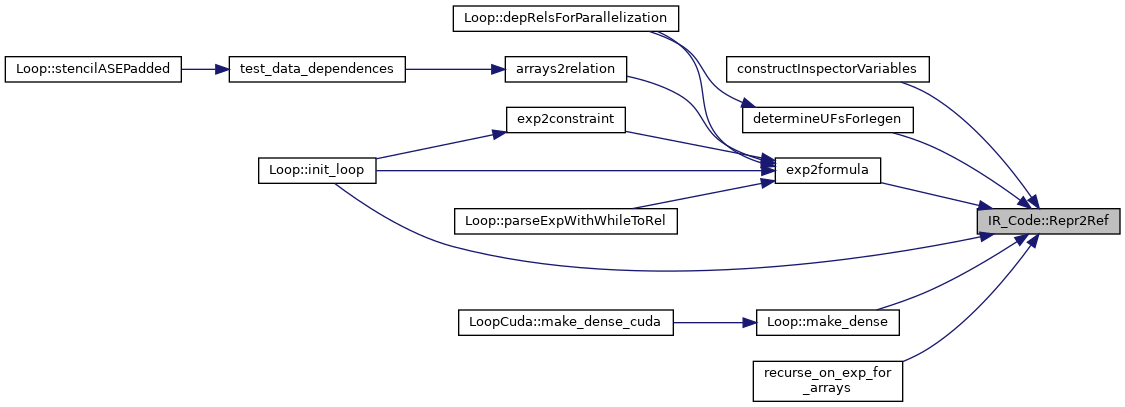 Loop::depRelsForParallelization
Loop::stencilASEPadded
test_data_dependences
arrays2relation
constructInspectorVariables
exp2constraint
determineUFsForIegen
Loop::init_loop
exp2formula
Loop::parseExpWithWhileToRel
IR_Code::Repr2Ref
LoopCuda::make_dense_cuda
Loop::make_dense
recurse_on_exp_for
_arrays